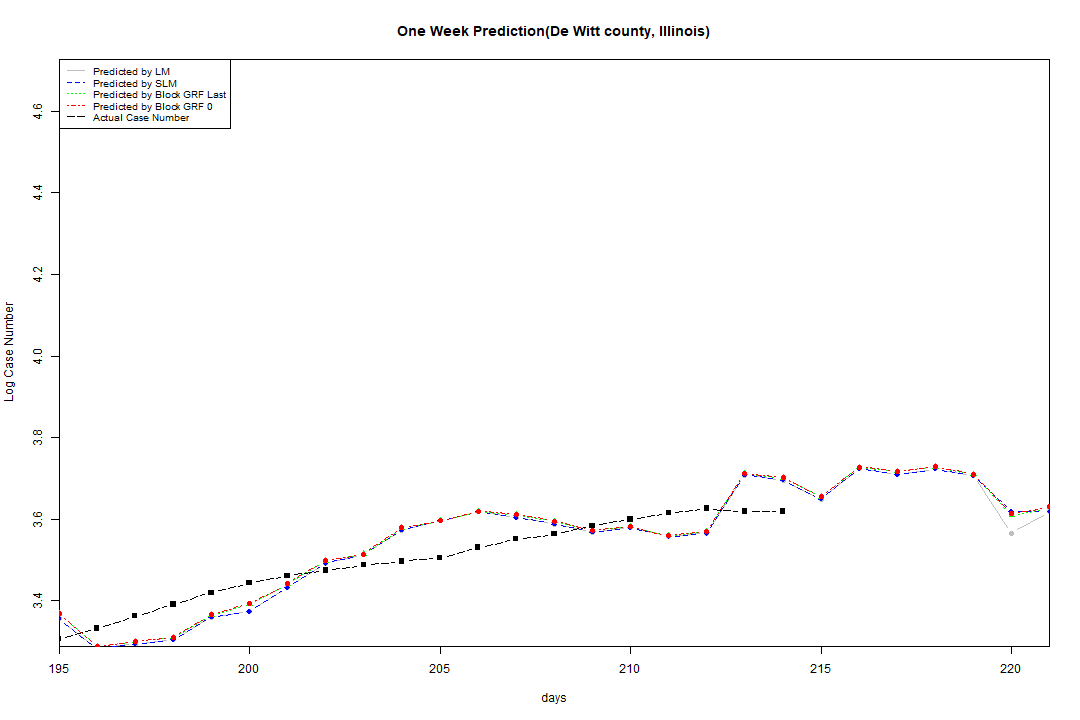 One Week Prediction(De Witt county, Illinois)
Predicted by LM
Predicted by SLM
Predicted by Block GRF Last
Predicted by Block GRF 0
Actual Case Number
Log Case Number
4.6
4.4
4.2
4.0
3.8
3.6
3.4
195 200 205 210 215 220
days